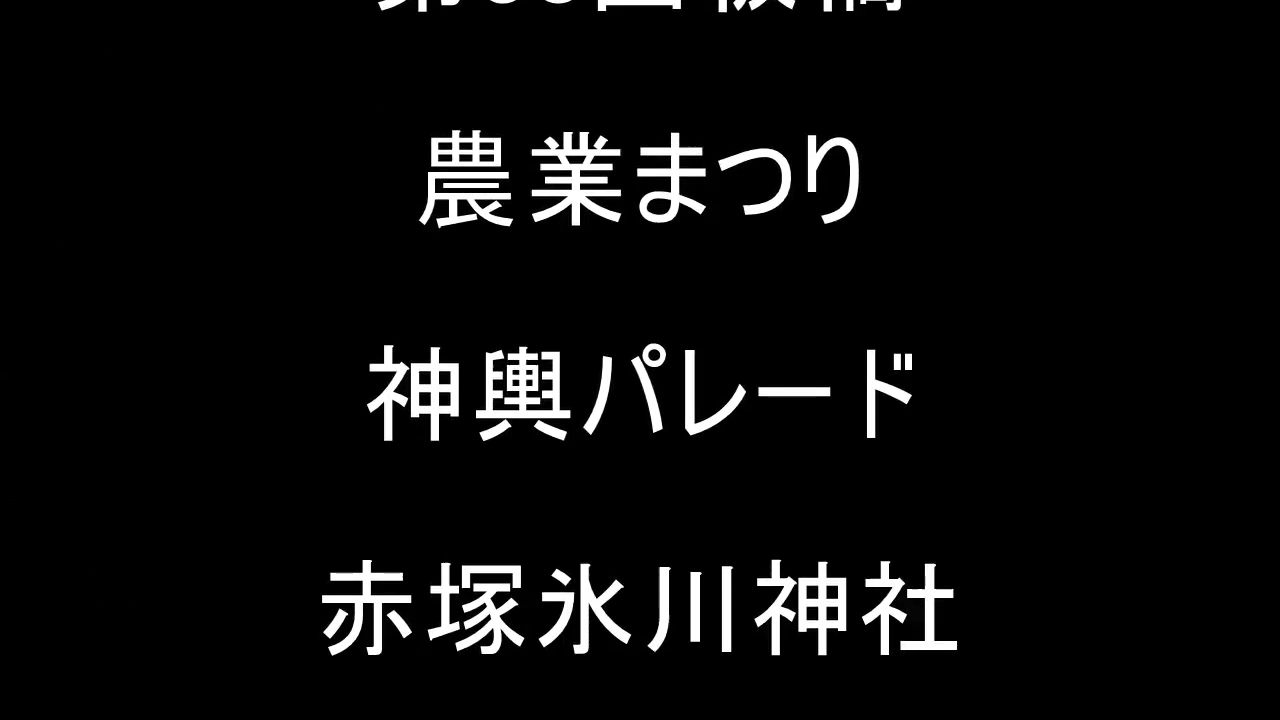 農業まつり
神輿パレード
赤塚氷川神社